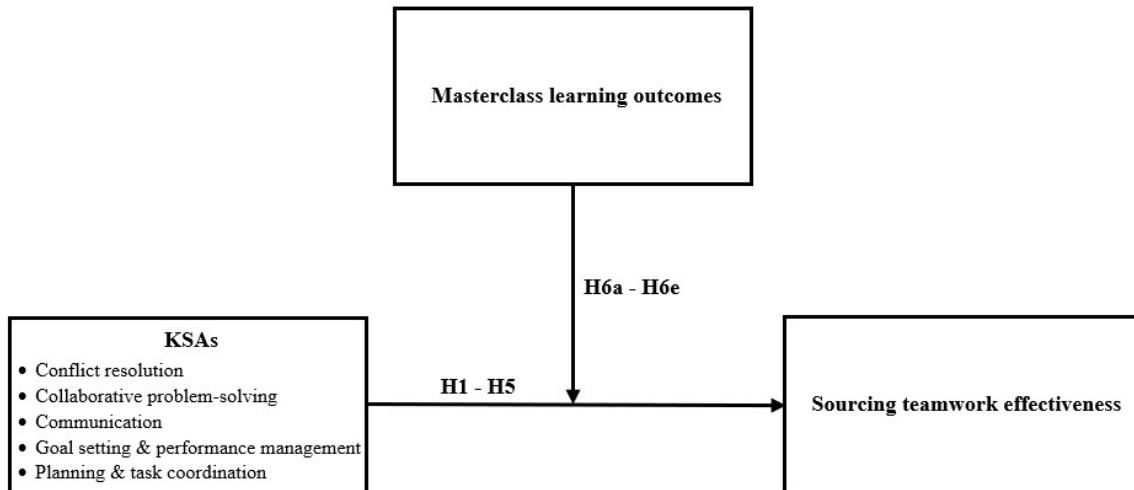 Masterclass learning outcomes
H6a - H6e
KSAs
• Conflict resolution
• Collaborative problem-solving
• Communication
• Goal setting & performance management
• Planning & task coordination
H1 - H5
Sourcing teamwork effectiveness